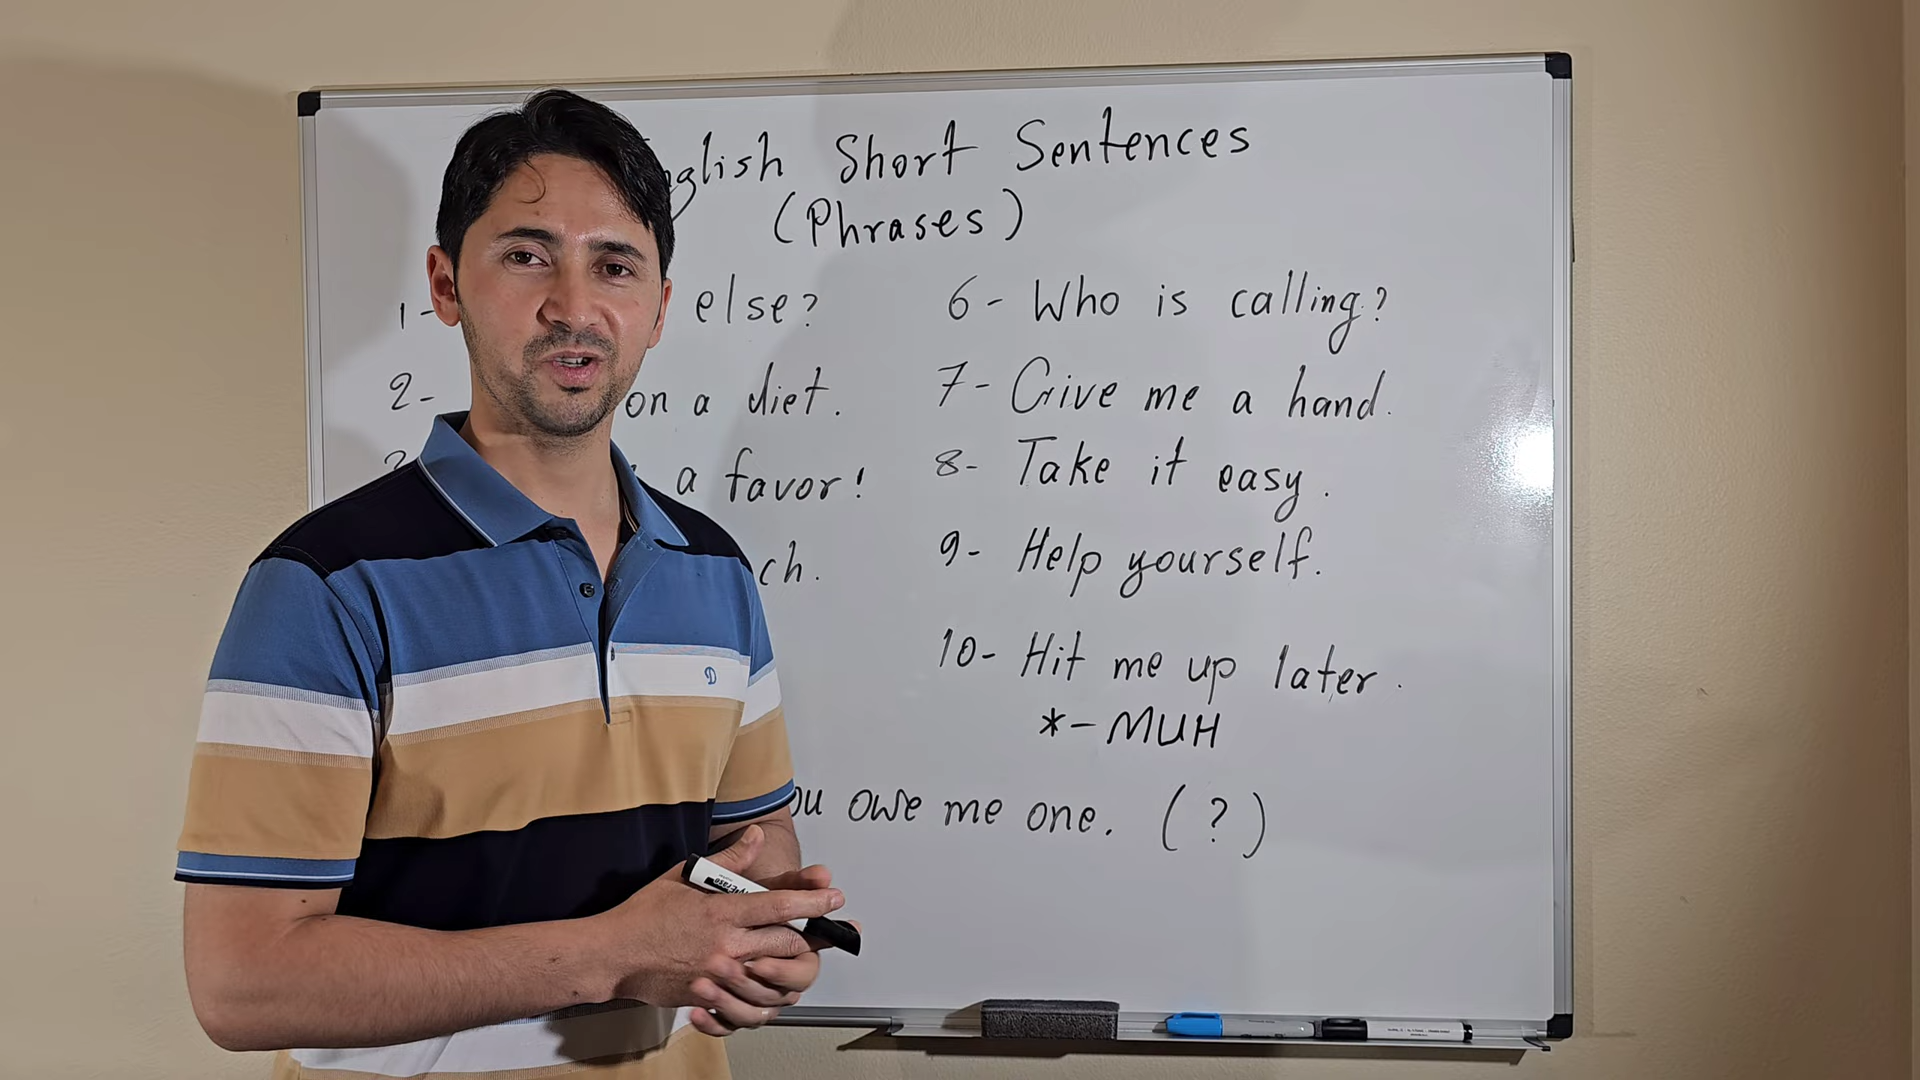 English Short Sentences
(Phrases)
1- else?
2- on a diet.
a favor!
ch.
6- Who is calling?
7- Give me a hand.
8- Take it easy.
9- Help yourself.
10- Hit me up later.
*- MUH
ou owe me one. (?)
D